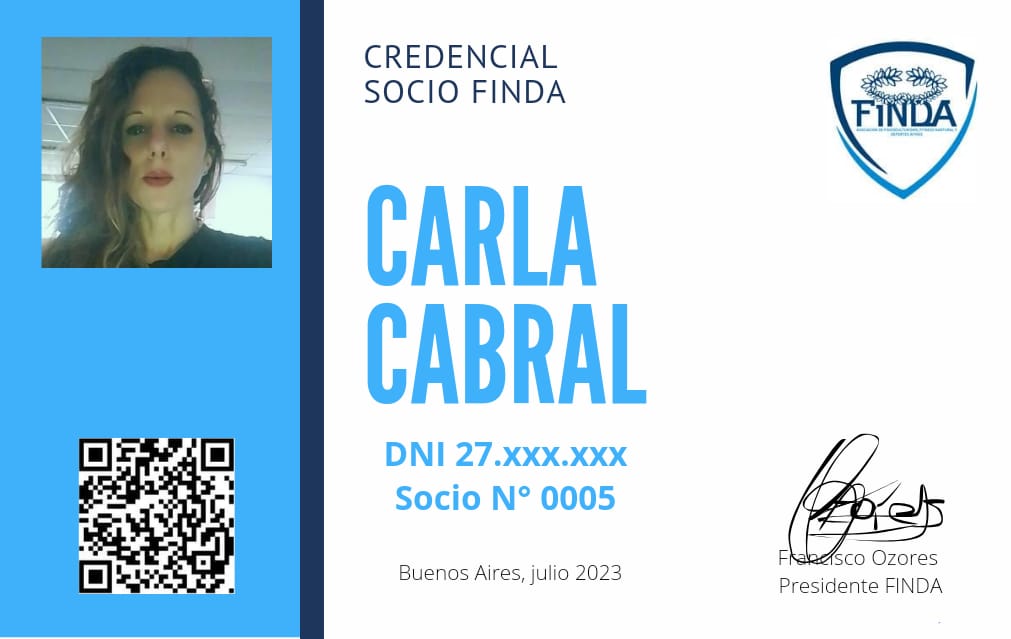 CREDENCIAL
SOCIO FINDA
FINDA
CARLA
CABRAL
DNI 27.xxx.xxx
Socio N° 0005
Buenos Aires, julio 2023
Francisco Ozores
Presidente FINDA